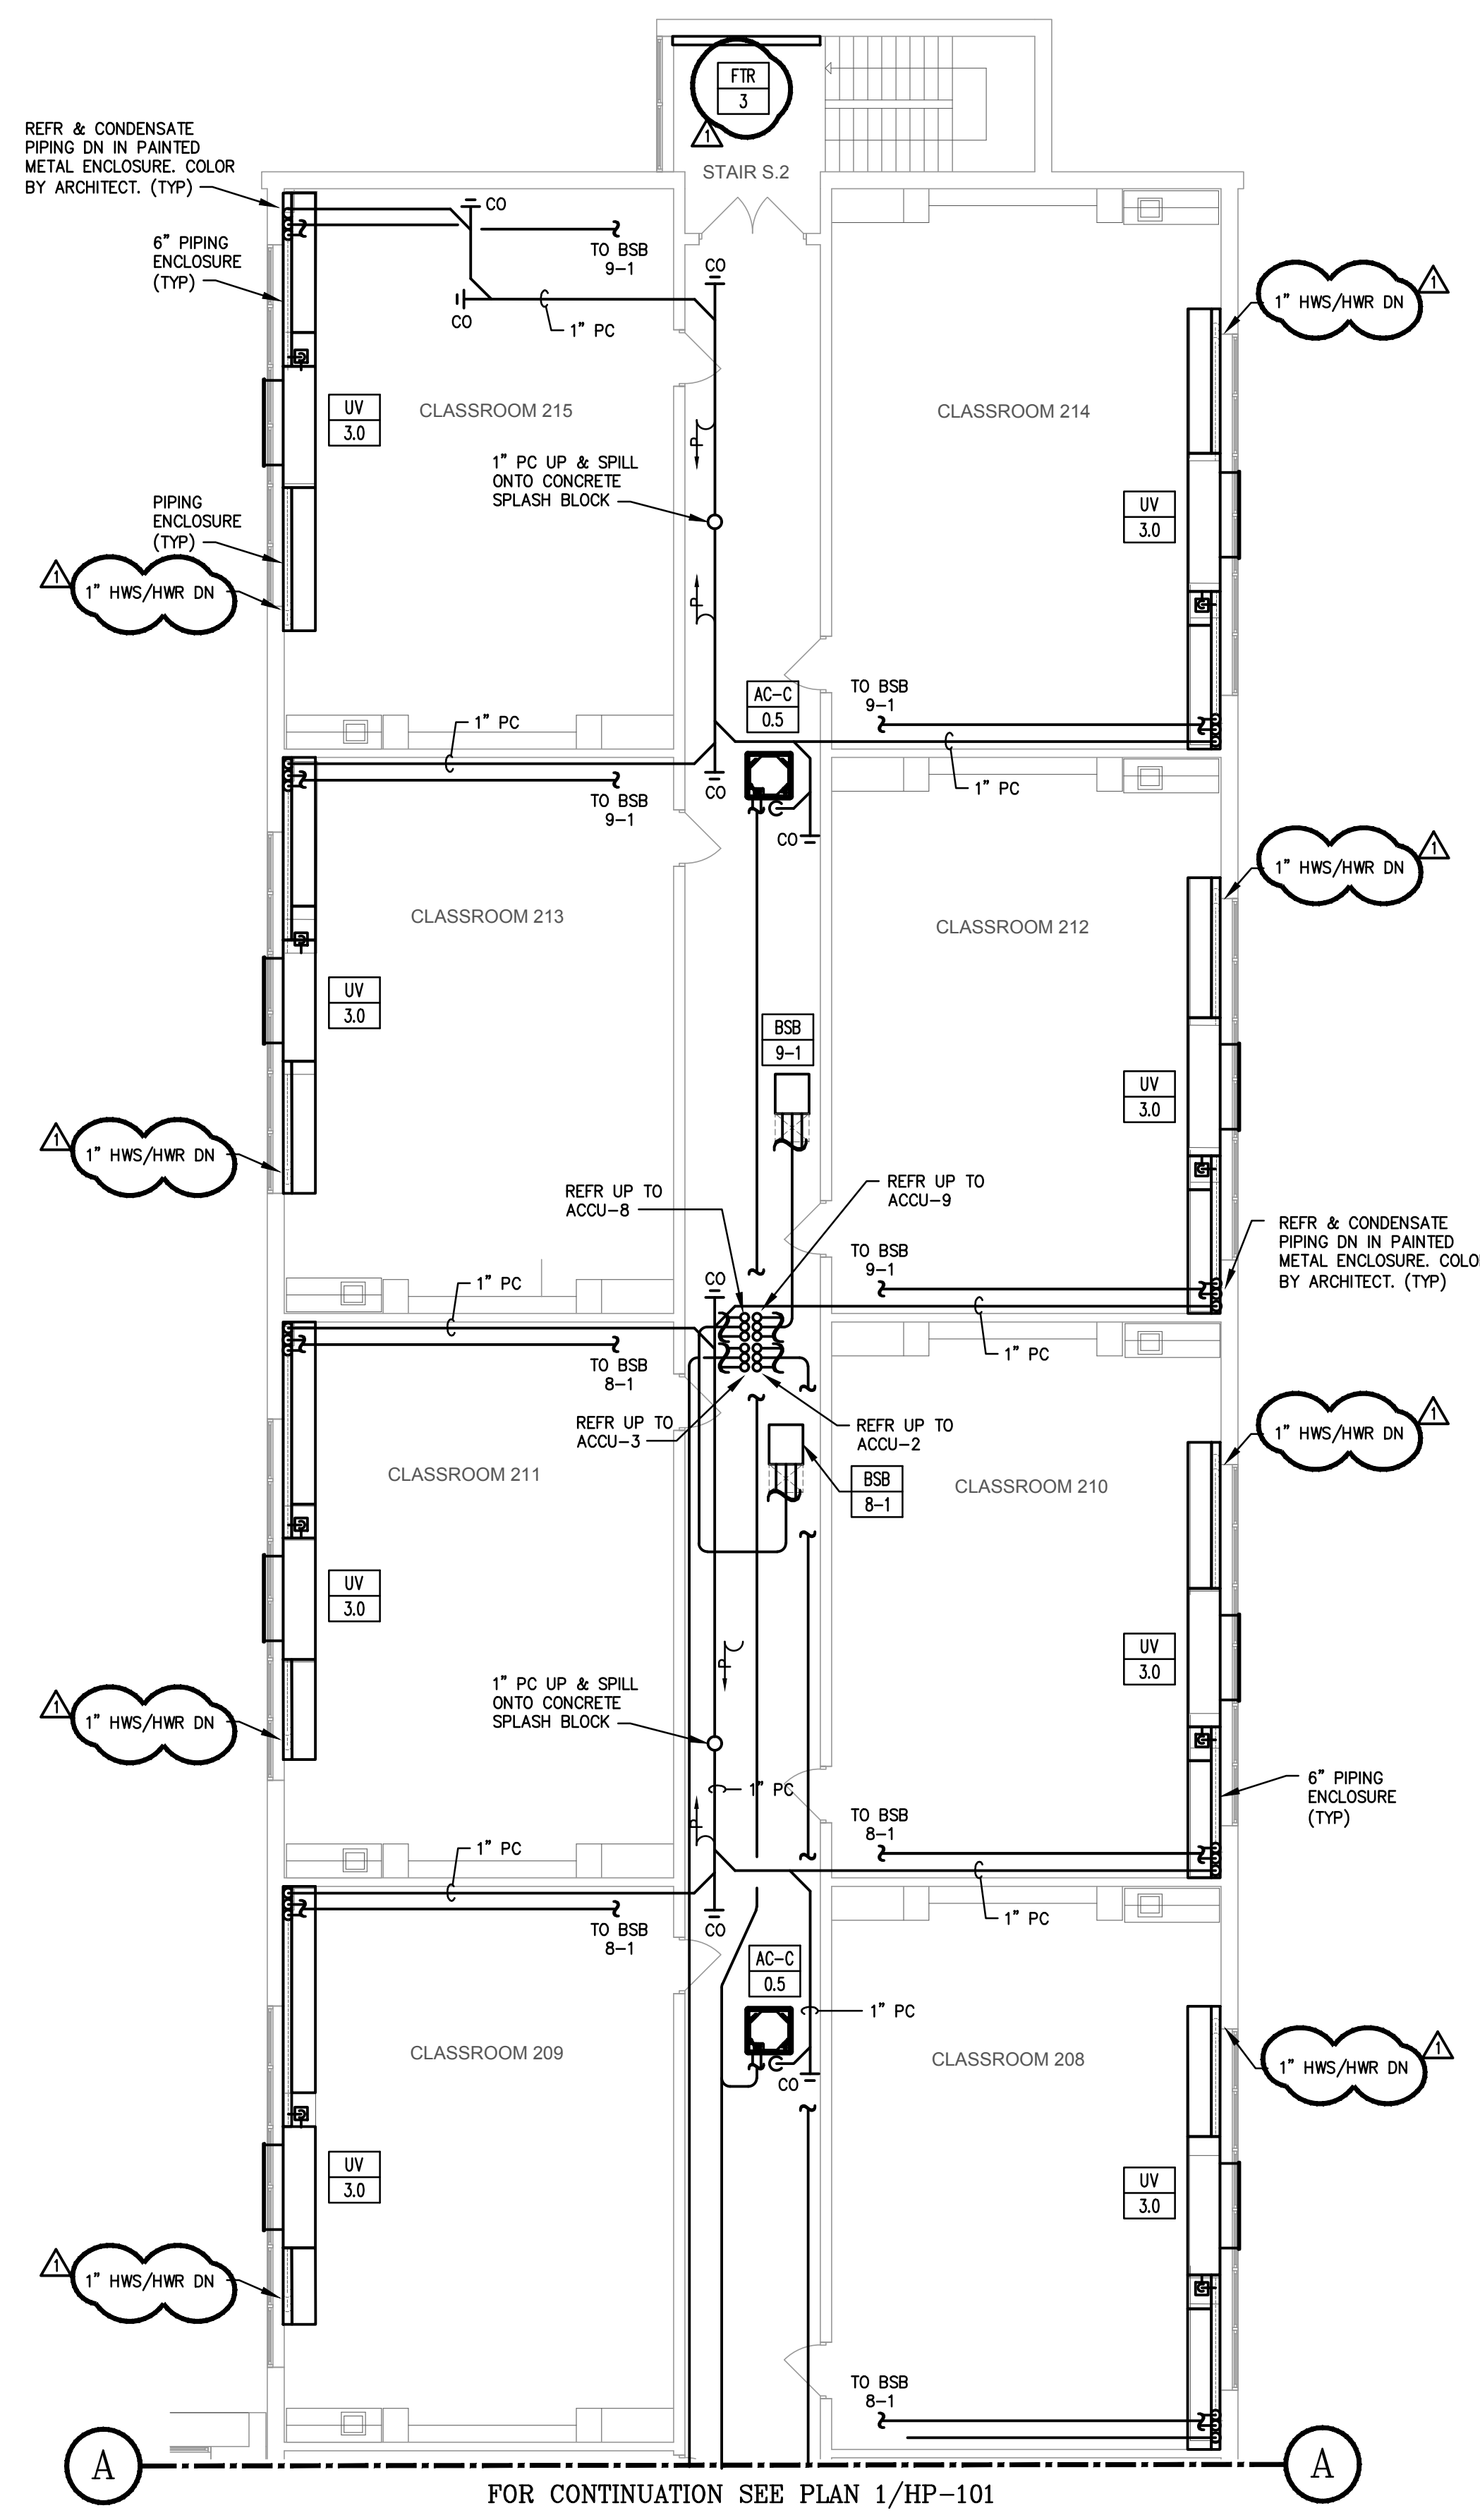 FTR
3
1
STAIR S.2
REFR & CONDENSATE
PIPING DN IN PAINTED
METAL ENCLOSURE. COLOR
BY ARCHITECT. (TYP)
CO
6" PIPING
ENCLOSURE
(TYP)
TO BSB
9-1
CO
CO
1" PC
1" HWS/HWR DN
1
UV
3.0
CLASSROOM 215
CLASSROOM 214
P
1" PC UP & SPILL
ONTO CONCRETE
SPLASH BLOCK
PIPING
ENCLOSURE
(TYP)
UV
3.0
1
1" HWS/HWR DN
P
AC-C
0.5
TO BSB
9-1
1" PC
TO BSB
9-1
CO
1" PC
CO
1" HWS/HWR DN
1
CLASSROOM 213
CLASSROOM 212
UV
3.0
BSB
9-1
UV
3.0
1
1" HWS/HWR DN
REFR UP TO
ACCU-8
REFR UP TO
ACCU-9
REFR & CONDENSATE
PIPING DN IN PAINTED
METAL ENCLOSURE. COLO
BY ARCHITECT. (TYP)
TO BSB
9-1
1" PC
CO
TO BSB
8-1
1" PC
REFR UP TO
ACCU-3
REFR UP TO
ACCU-2
1" HWS/HWR DN
1
CLASSROOM 211
BSB
8-1
CLASSROOM 210
UV
3.0
P
UV
3.0
1" PC UP & SPILL
ONTO CONCRETE
SPLASH BLOCK
1
1" HWS/HWR DN
1" PC
6" PIPING
ENCLOSURE
(TYP)
P
TO BSB
8-1
1" PC
TO BSB
8-1
CO
1" PC
AC-C
0.5
1" PC
CLASSROOM 209
CLASSROOM 208
CO
1" HWS/HWR DN
1
UV
3.0
UV
3.0
1
1" HWS/HWR DN
TO BSB
8-1
A
A
FOR CONTINUATION SEE PLAN 1/HP-101